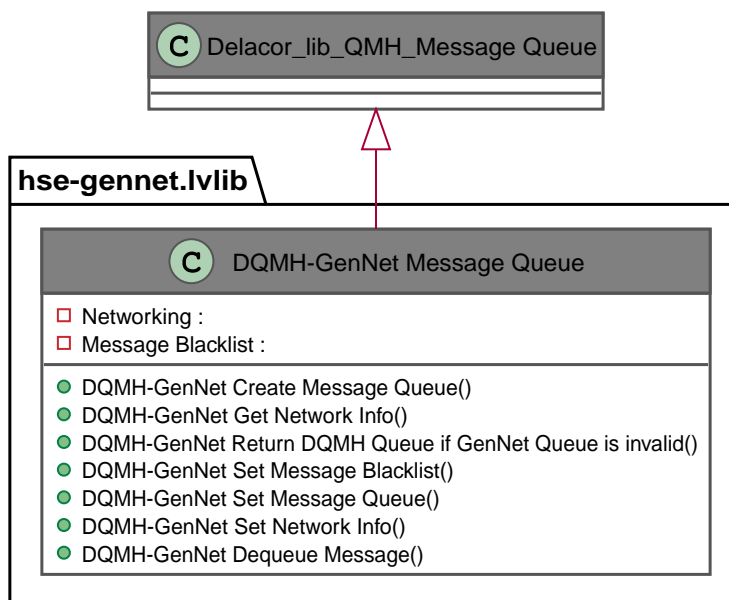 C Delacor_lib_QMH_Message Queue
hse-gennet.lvlib
C DQMH-GenNet Message Queue
Networking :
Message Blacklist :
DQMH-GenNet Create Message Queue()
DQMH-GenNet Get Network Info()
DQMH-GenNet Return DQMH Queue if GenNet Queue is invalid()
DQMH-GenNet Set Message Blacklist()
DQMH-GenNet Set Message Queue()
DQMH-GenNet Set Network Info()
DQMH-GenNet Dequeue Message()